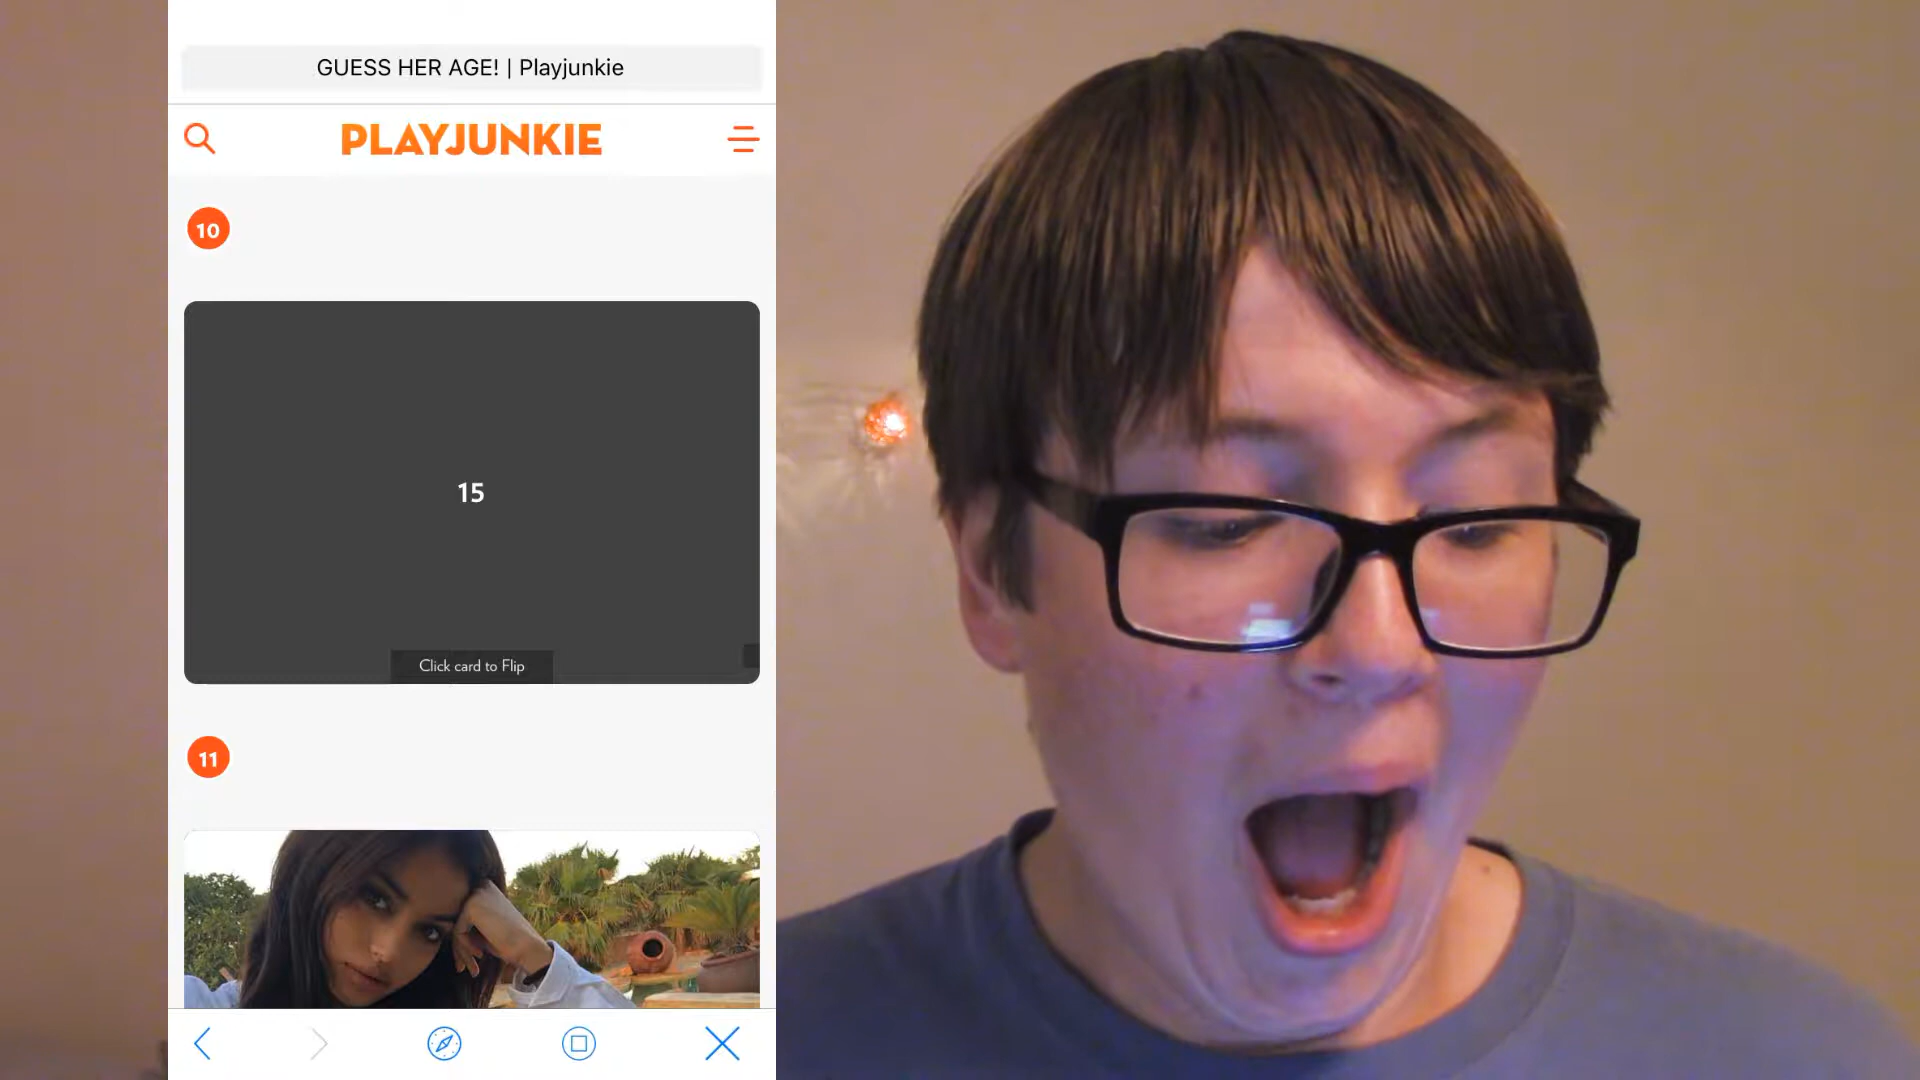 GUESS HER AGE! | Playjunkie
PLAYJUNKIE
10
15
Click card to Flip
11